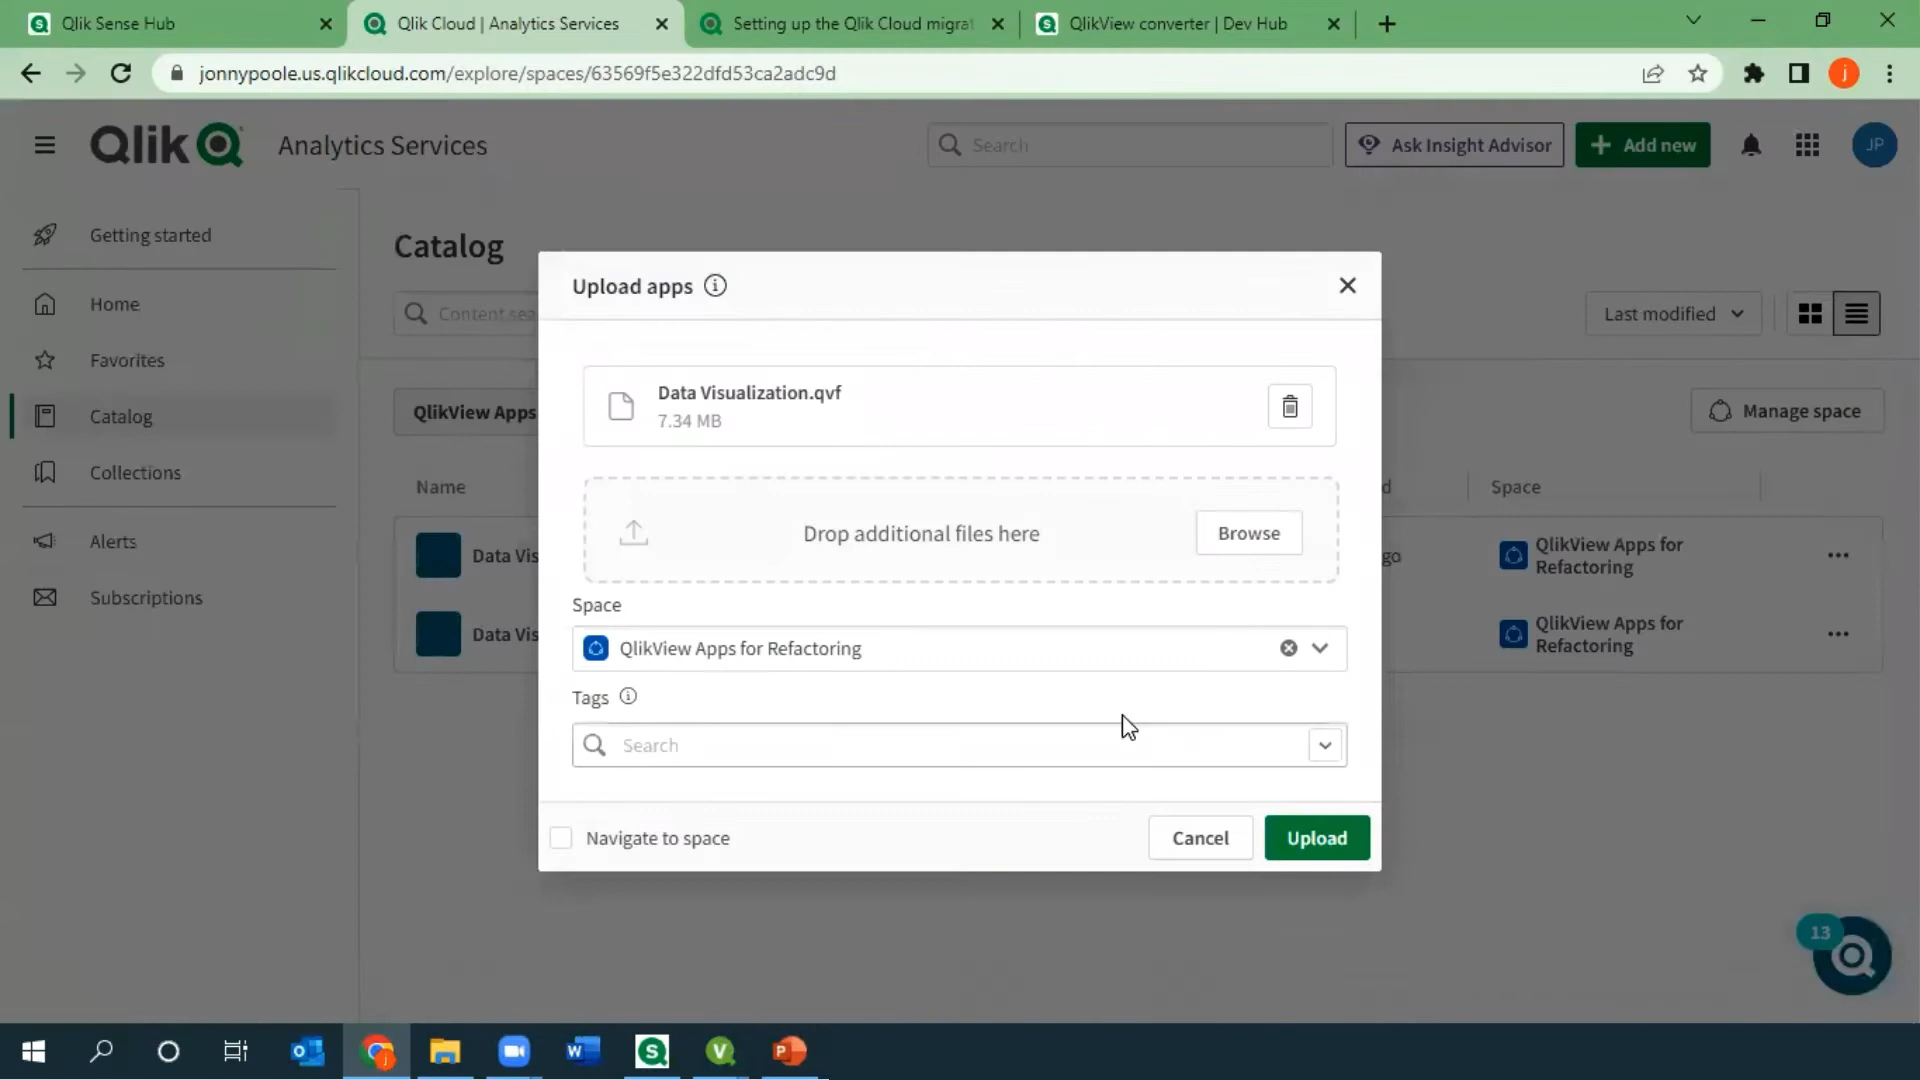 Qlik Sense Hub
Qlik Cloud | Analytics Services
Setting up the Qlik Cloud migrat
QlikView converter | Dev Hub
jonnypoole.us.qlikcloud.com/explore/spaces/63569f5e322dfd53ca2adc9d
j
Qlik
Analytics Services
Search
Ask Insight Advisor
Add new
JP
Getting started
Home
Favorites
Catalog
Collections
Alerts
Subscriptions
Catalog
Content sea
Last modified
QlikView Apps
Manage space
Name
d
Space
Data Vis
go
QlikView Apps for
Refactoring
Data Vis
QlikView Apps for
Refactoring
Upload apps
Data Visualization.qvf
7.34 MB
Drop additional files here
Browse
Space
QlikView Apps for Refactoring
Tags
Search
Navigate to space
Cancel
Upload
13